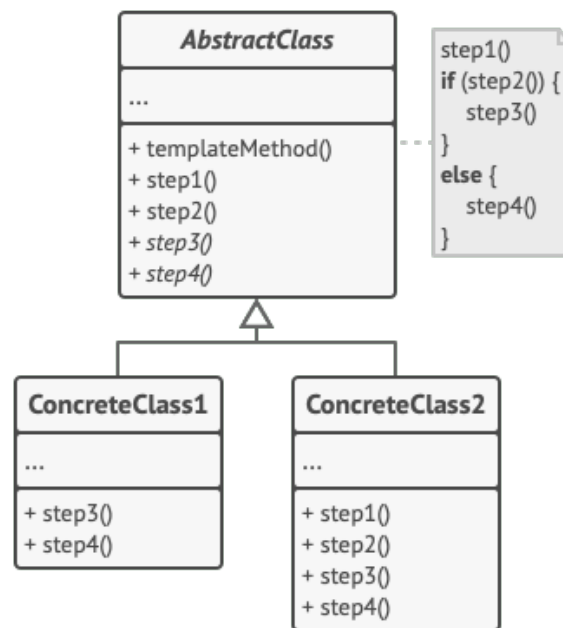 AbstractClass
...
+ templateMethod()
+ step1()
+ step2()
+ step3()
+ step4()
step1()
if (step2()) {
step3()
}
else {
step4()
}
ConcreteClass1
...
+ step3()
+ step4()
ConcreteClass2
...
+ step1()
+ step2()
+ step3()
+ step4()